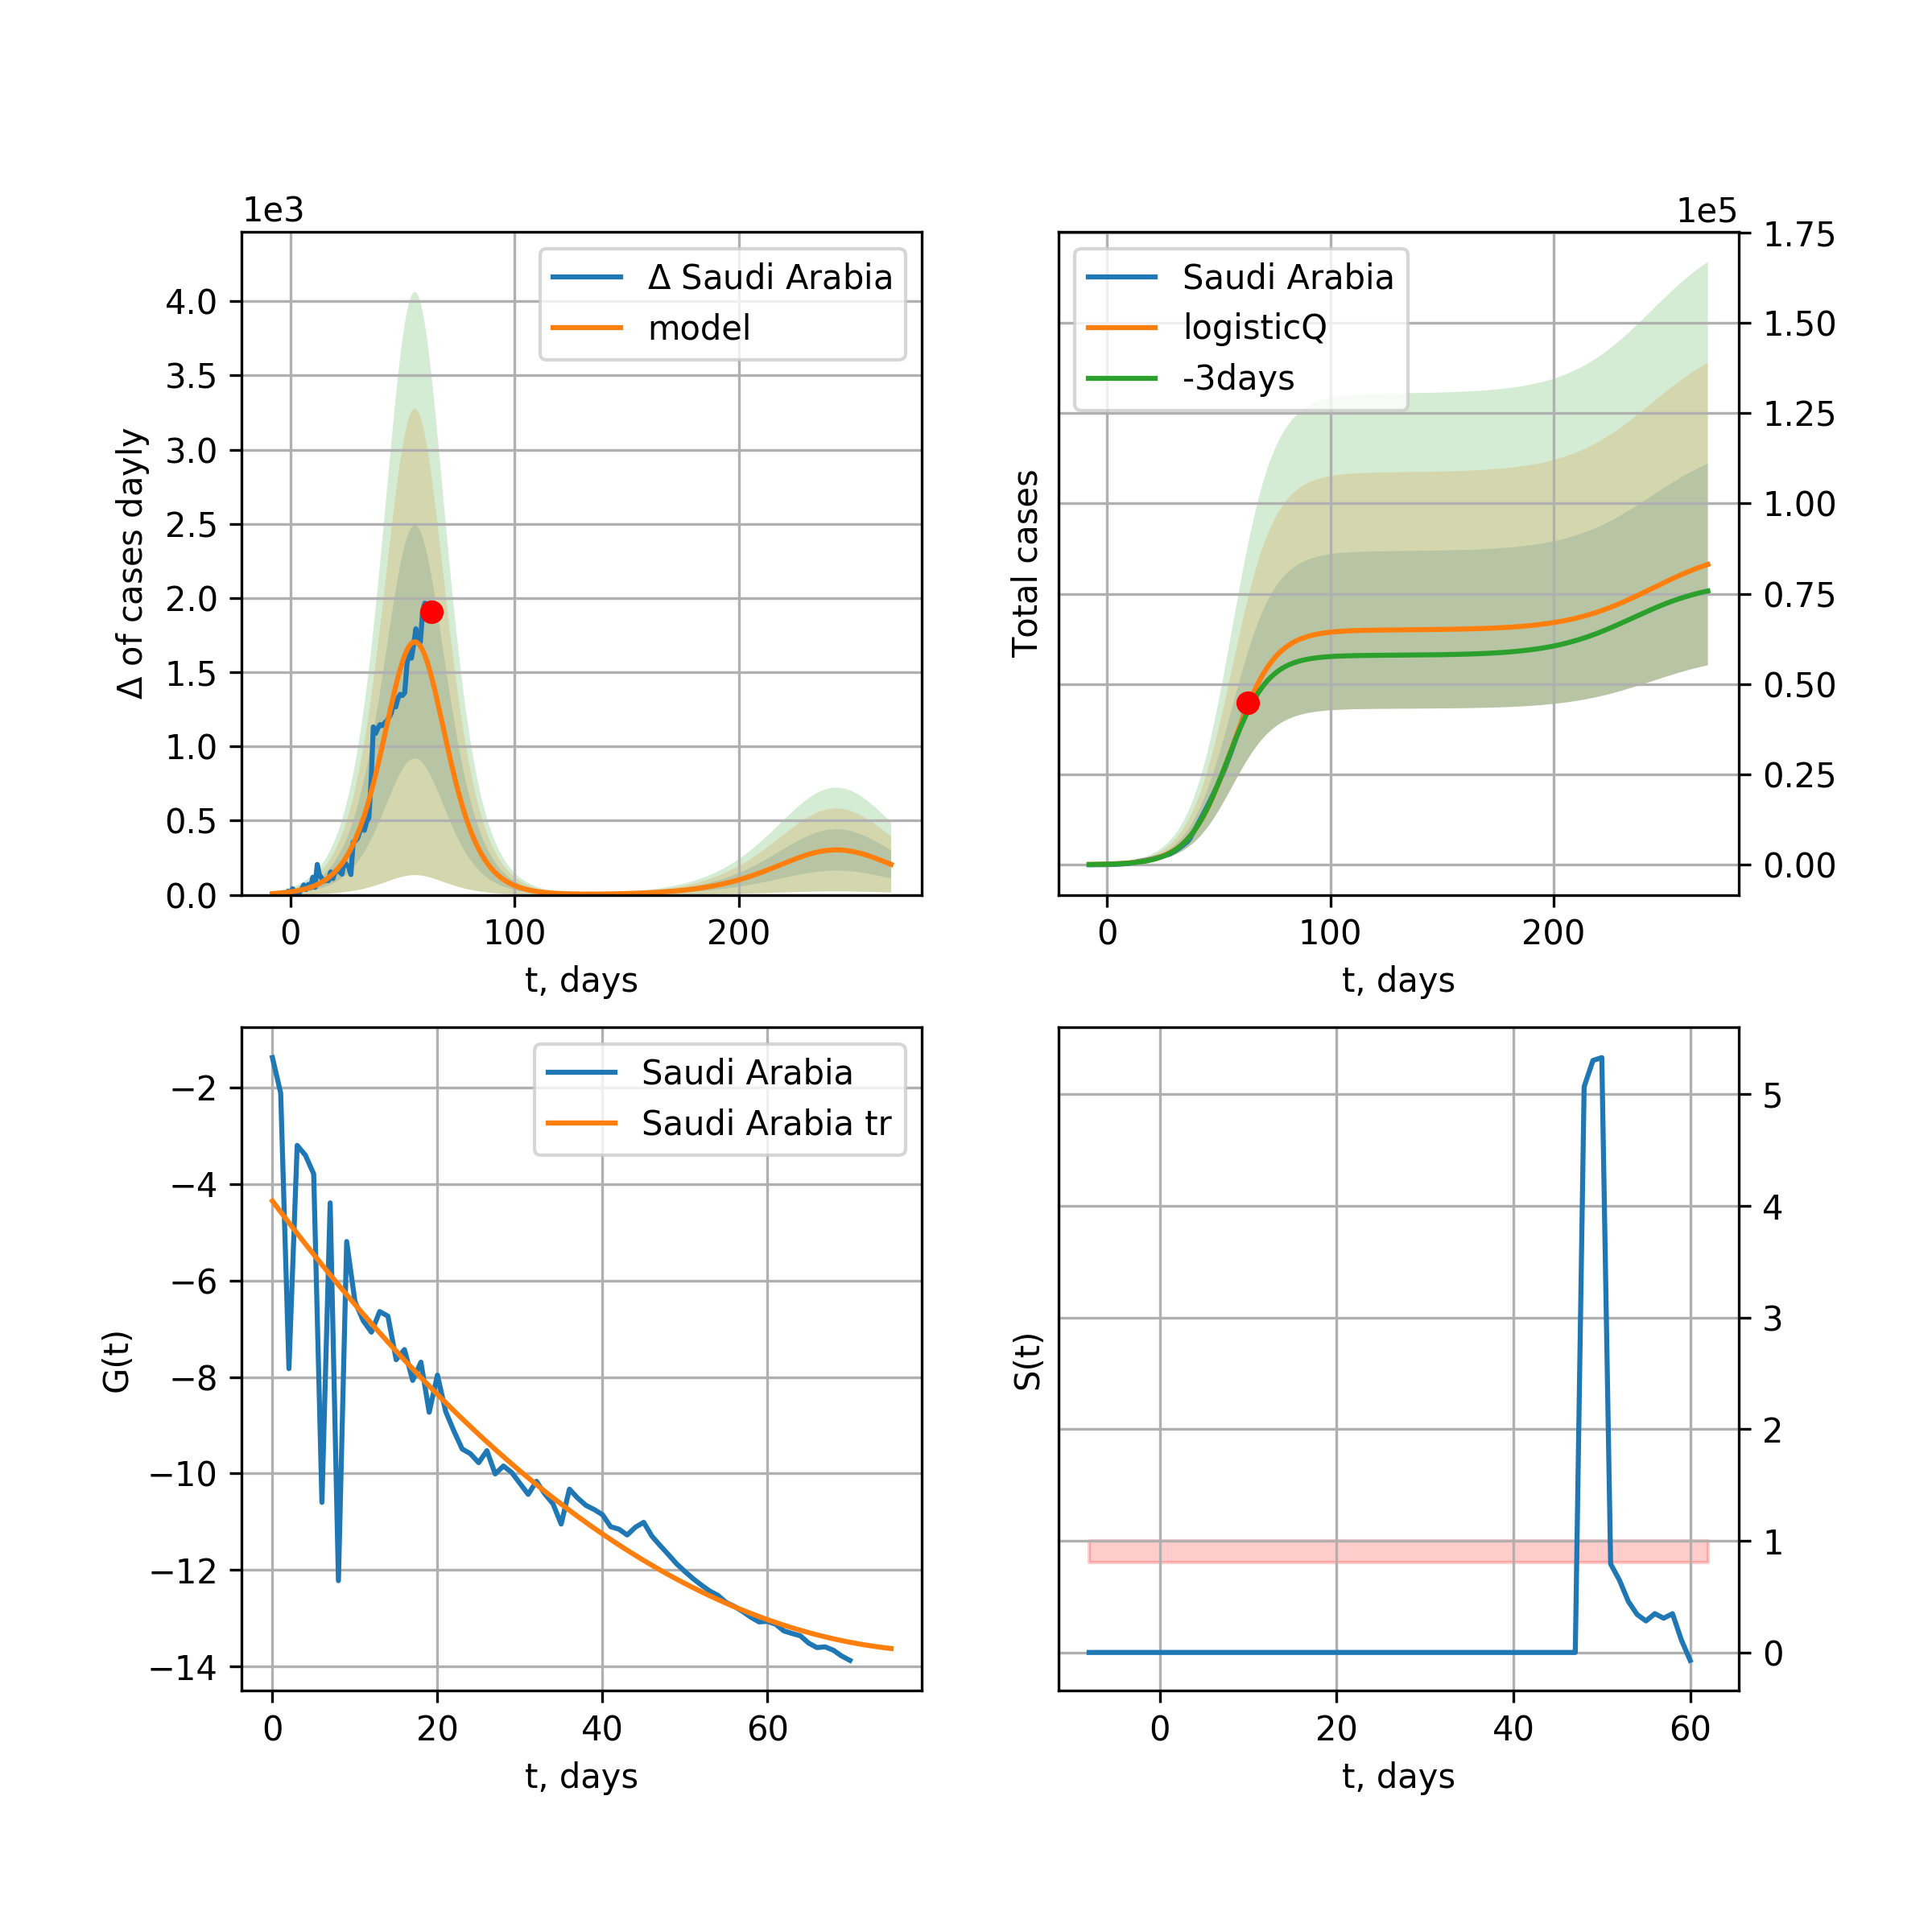 1e3
Δ of cases dayly
4.0
3.5
3.0
2.5
2.0
1.5
1.0
0.5
0.0
Δ Saudi Arabia
model
0 100 200
t, days
1e5
Total cases
Saudi Arabia
logisticQ
-3days
1.75
1.50
1.25
1.00
0.75
0.50
0.25
0.00
0 100 200
t, days
G(t)
−2
−4
−6
−8
−10
−12
−14
Saudi Arabia
Saudi Arabia tr
0 20 40 60
t, days
S(t)
5
4
3
2
1
0
0 20 40 60
t, days